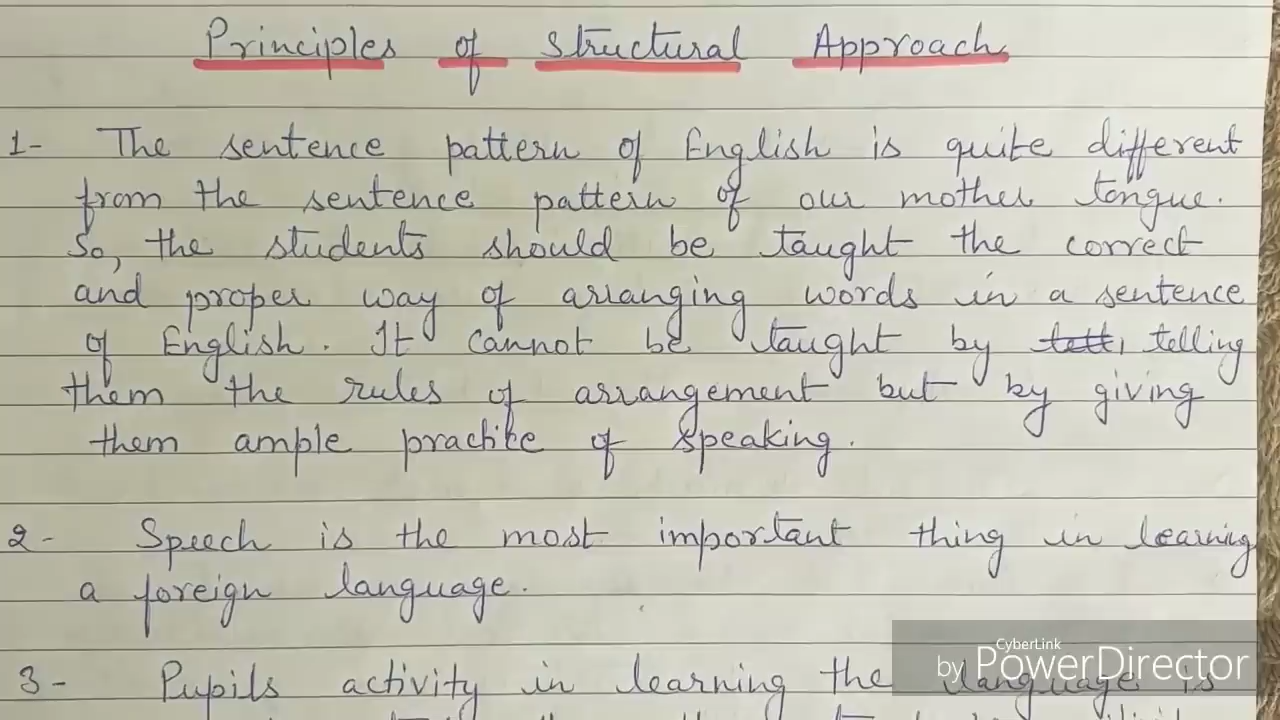 Principles of Structural Approach
1- The sentence pattern of English is quite different
from the sentence pattern of our mother tongue.
So, the students should be taught the correct
and proper way of arranging words in a sentence
of English. It cannot be taught by telling
them the rules of arrangement but by giving
them ample practice of speaking.
2- Speech is the most important thing in learning
a foreign language.
3- Pupils activity in learning the language is
CyberLink
by PowerDirector